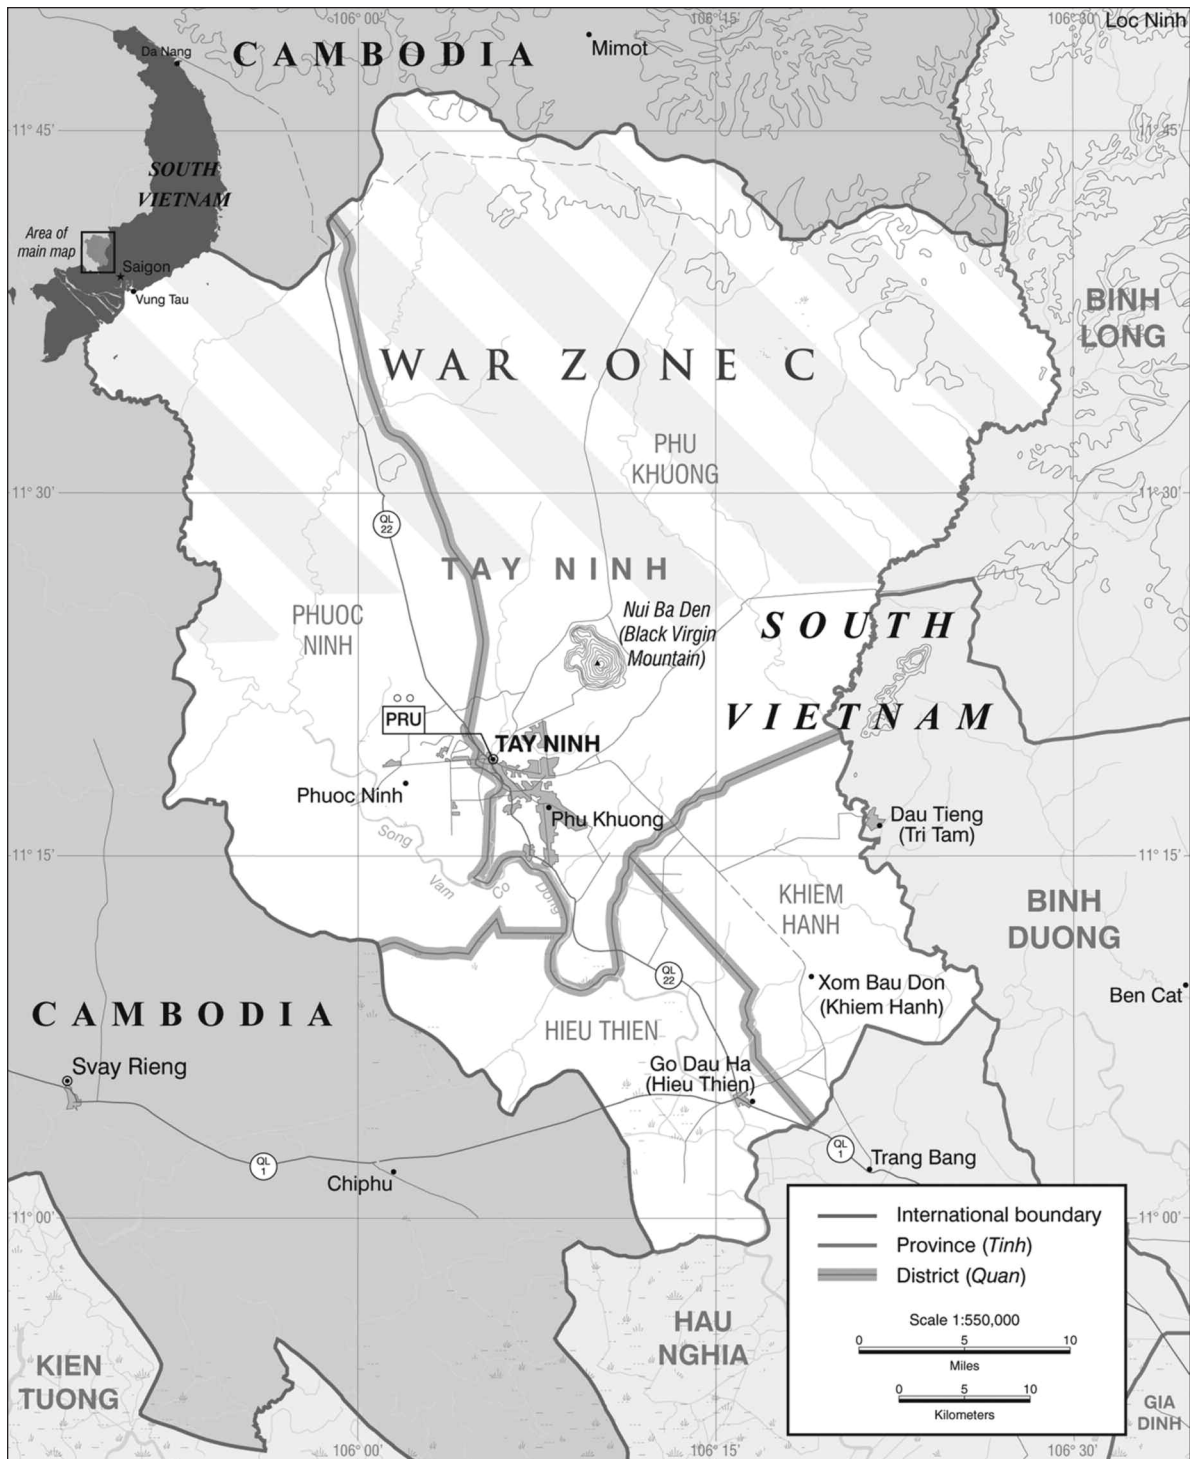 106° 00'
106° 15'
106° 30'
Loc Ninh
CAMBODIA
Mimot
Da Nang
11° 45'
11° 45'
SOUTH
VIETNAM
Area of
main map
Saigon
Vung Tau
BINH
LONG
WAR ZONE C
PHU
KHUONG
11° 30'
11° 30'
QL
22
TAY NINH
PHUOC
NINH
Nui Ba Den
(Black Virgin
Mountain)
SOUTH
VIETNAM
PRU
TAY NINH
Phuoc Ninh
Phu Khuong
Dau Tieng
(Tri Tam)
Song
Vam
Co
Dong
11° 15'
11° 15'
KHIEM
HANH
BINH
DUONG
QL
22
Xom Bau Don
(Khiem Hanh)
Ben Cat
CAMBODIA
HIEU THIEN
Svay Rieng
Go Dau Ha
(Hieu Thien)
QL
1
QL
1
Trang Bang
Chiphu
11° 00'
11° 00'
International boundary
Province (Tinh)
District (Quan)
Scale 1:550,000
0 5 10
Miles
0 5 10
Kilometers
HAU
NGHIA
KIEN
TUONG
GIA
DINH
106° 00'
106° 15'
106° 30'